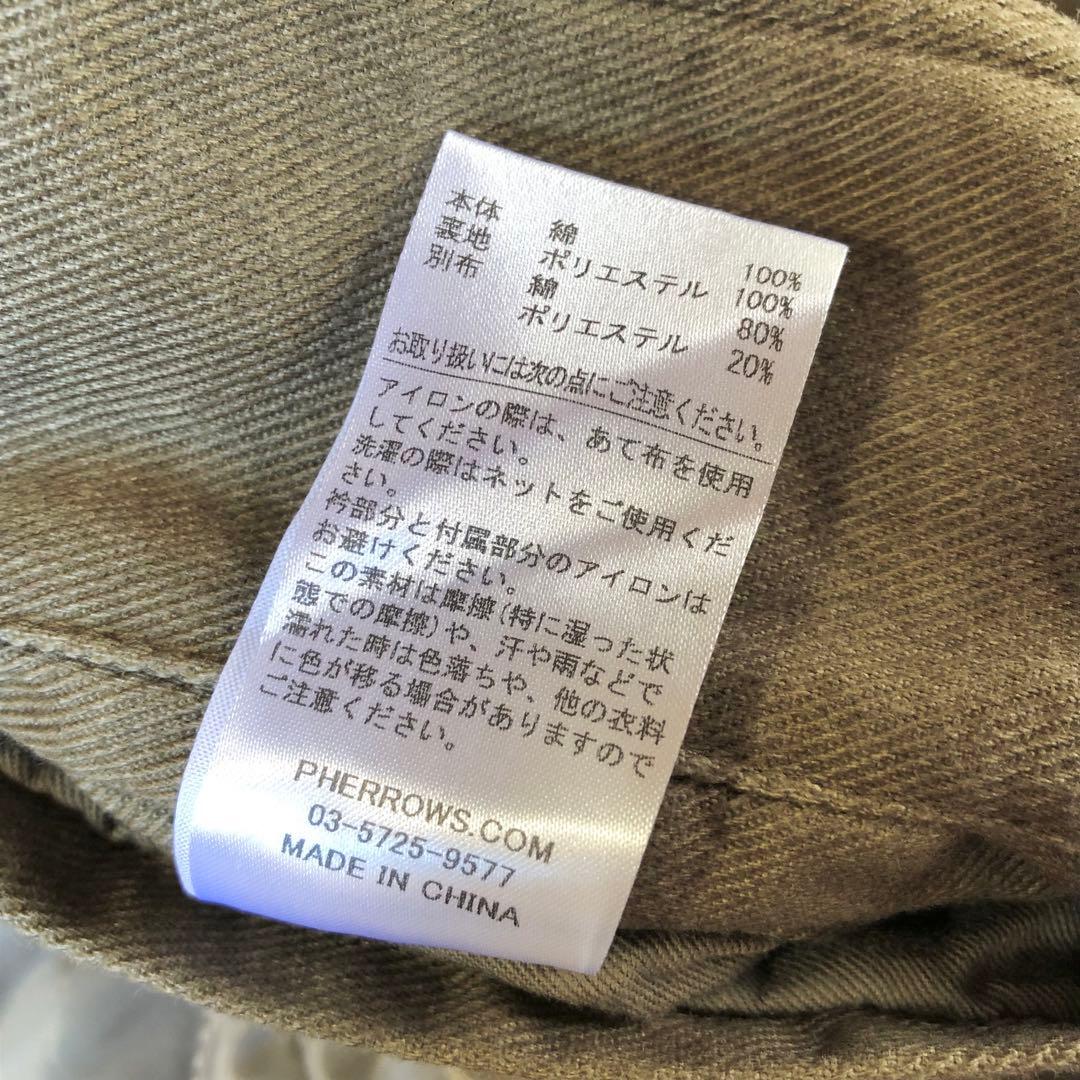 本体 綿 100%
裏地 ポリエステル 100%
別布 綿 80%
ポリエステル 20%
お取り扱いには次の点にご注意ください。
アイロンの際は、あて布を使用
してください。
洗濯の際はネットをご使用くだ
さい。
衿部分と付属部分のアイロンは
お避けください。
この素材は摩擦(特に湿った状
態での摩擦)や、汗や雨などで
濡れた時は色落ちや、他の衣料
に色が移る場合がありますので
ご注意ください。
PHERROWS.COM
03-5725-9577
MADE IN CHINA